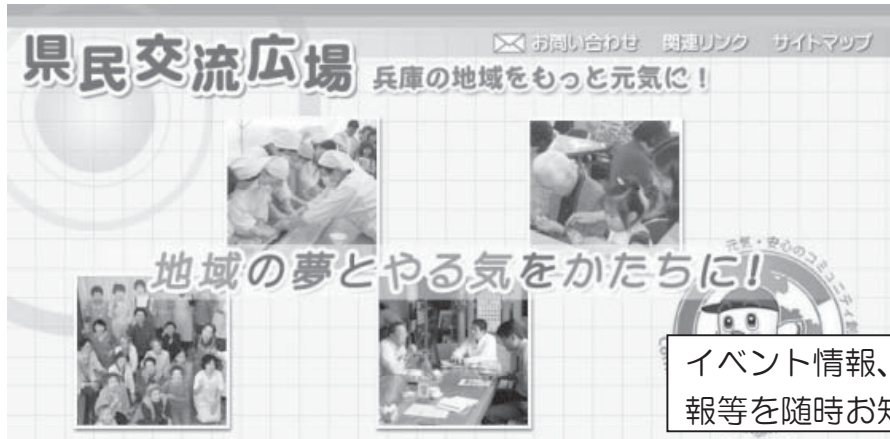 お問い合わせ 関連リンク サイトマップ
県民交流広場 兵庫の地域をもっと元気に!
地域の夢とやる気をかたちに!
元気・安心のコミュニティ創
イベント情報、
報等を随時お知